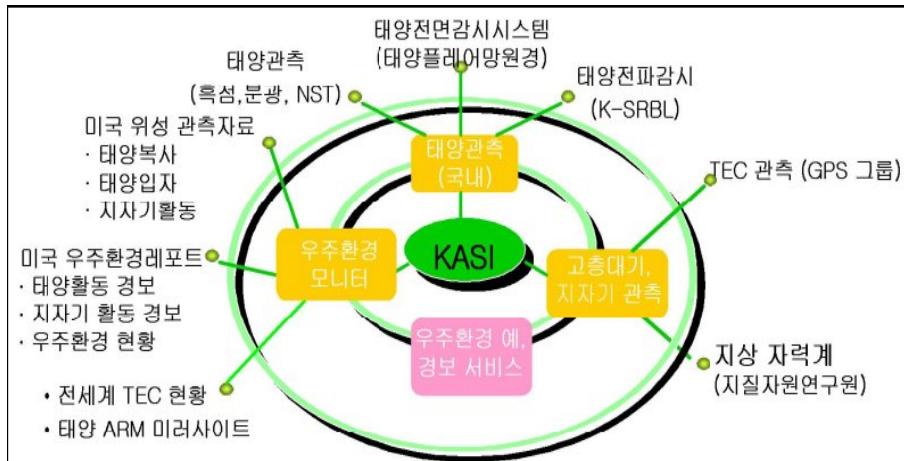 태양전면감시시스템
(태양플레어망원경)
태양관측
(흑섬,분광, NST)
태양전파감시
(K-SRBL)
미국 위성 관측자료
· 태양복사
· 태양입자
· 지자기활동
태양관측
(국내)
TEC 관측 (GPS 그룹)
우주환경
모니터
KASI
고층대기,
지자기 관측
미국 우주환경레포트
· 태양활동 경보
· 지자기 활동 경보
· 우주환경 현황
우주환경 예,
경보 서비스
지상 자력계
(지질자원연구원)
• 전세계 TEC 현황
• 태양 ARM 미러사이트